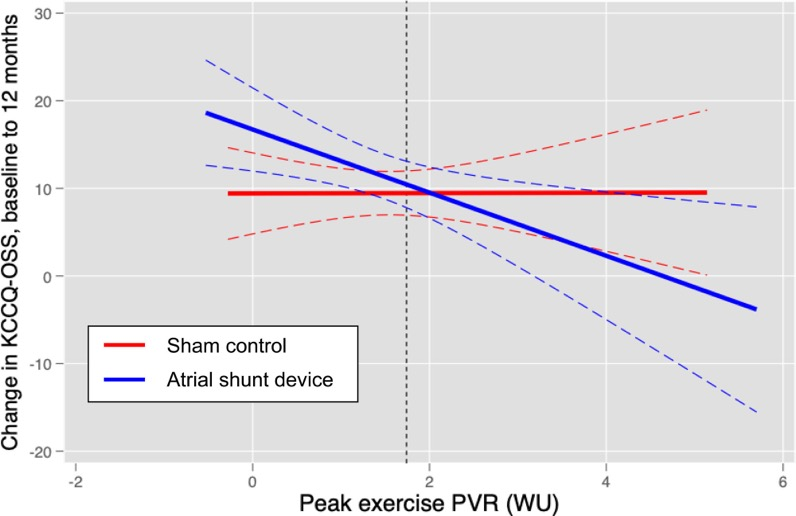 Change in KCCQ-OSS, baseline to 12 months
30
20
10
0
-10
-20
Sham control
Atrial shunt device
-2 0 2 4 6
Peak exercise PVR (WU)